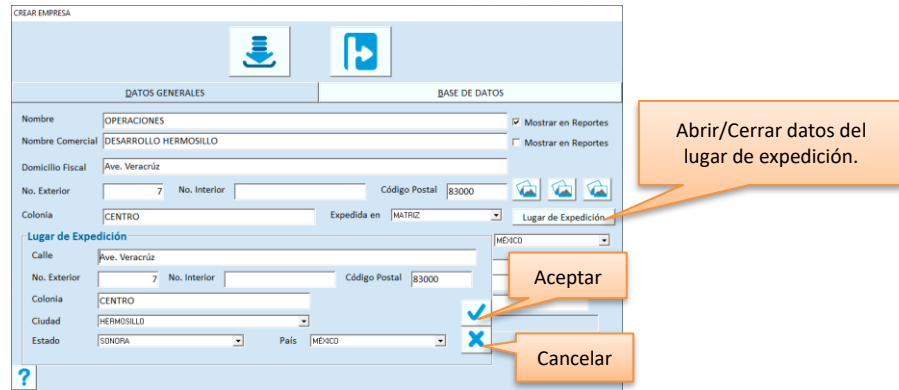 CREAR EMPRESA
DATOS GENERALES
BASE DE DATOS
Nombre
OPERACIONES
Mostrar en Reportes
Nombre Comercial
DESARROLLO HERMOSILLO
Mostrar en Reportes
Domicilio Fiscal
Ave. Veracrúz
No. Exterior
7
No. Interior
Código Postal
83000
Colonia
CENTRO
Expedida en
MATRIZ
Lugar de Expedición
Abrir/Cerrar datos del
lugar de expedición.
Lugar de Expedición
MÉXICO
Calle
Ave. Veracrúz
No. Exterior
7
No. Interior
Código Postal
83000
Colonia
CENTRO
Ciudad
HERMOSILLO
Estado
SONORA
País
MÉXICO
Aceptar
Cancelar
?